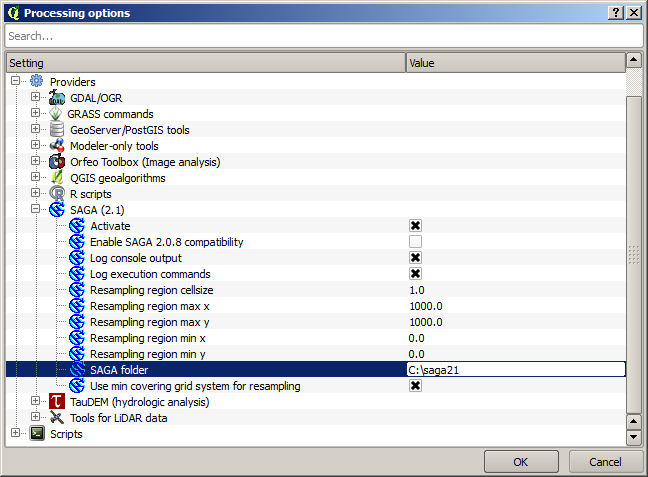 Processing options
Search...
Setting Value
Providers
GDAL/OGR
GRASS commands
GeoServer/PostGIS tools
Modeler-only tools
Orfeo Toolbox (Image analysis)
QGIS geoalgorithms
R scripts
SAGA (2.1)
Activate
Enable SAGA 2.0.8 compatibility
Log console output
Log execution commands
Resampling region cellsize 1.0
Resampling region max x 1000.0
Resampling region max y 1000.0
Resampling region min x 0.0
Resampling region min y 0.0
SAGA folder C:\saga21
Use min covering grid system for resampling
TauDEM (hydrologic analysis)
Tools for LiDAR data
Scripts
OK Cancel